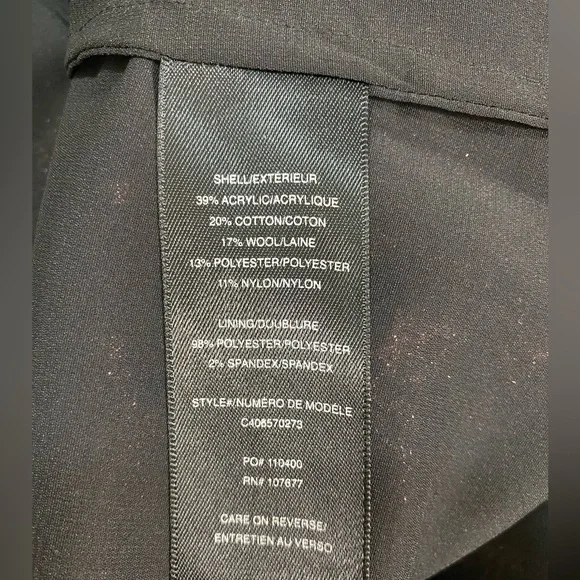 SHELL/EXTÉRIEUR
39% ACRYLIC/ACRYLIQUE
20% COTTON/COTON
17% WOOL/LAINE
13% POLYESTER/POLYESTER
11% NYLON/NYLON
LINING/DOUBLURE
98% POLYESTER/POLYESTER
2% SPANDEX/SPANDEX
STYLE#/NUMÉRO DE MODÈLE
C406570273
PO# 110400
RN# 107677
CARE ON REVERSE/
ENTRETIEN AU VERSO